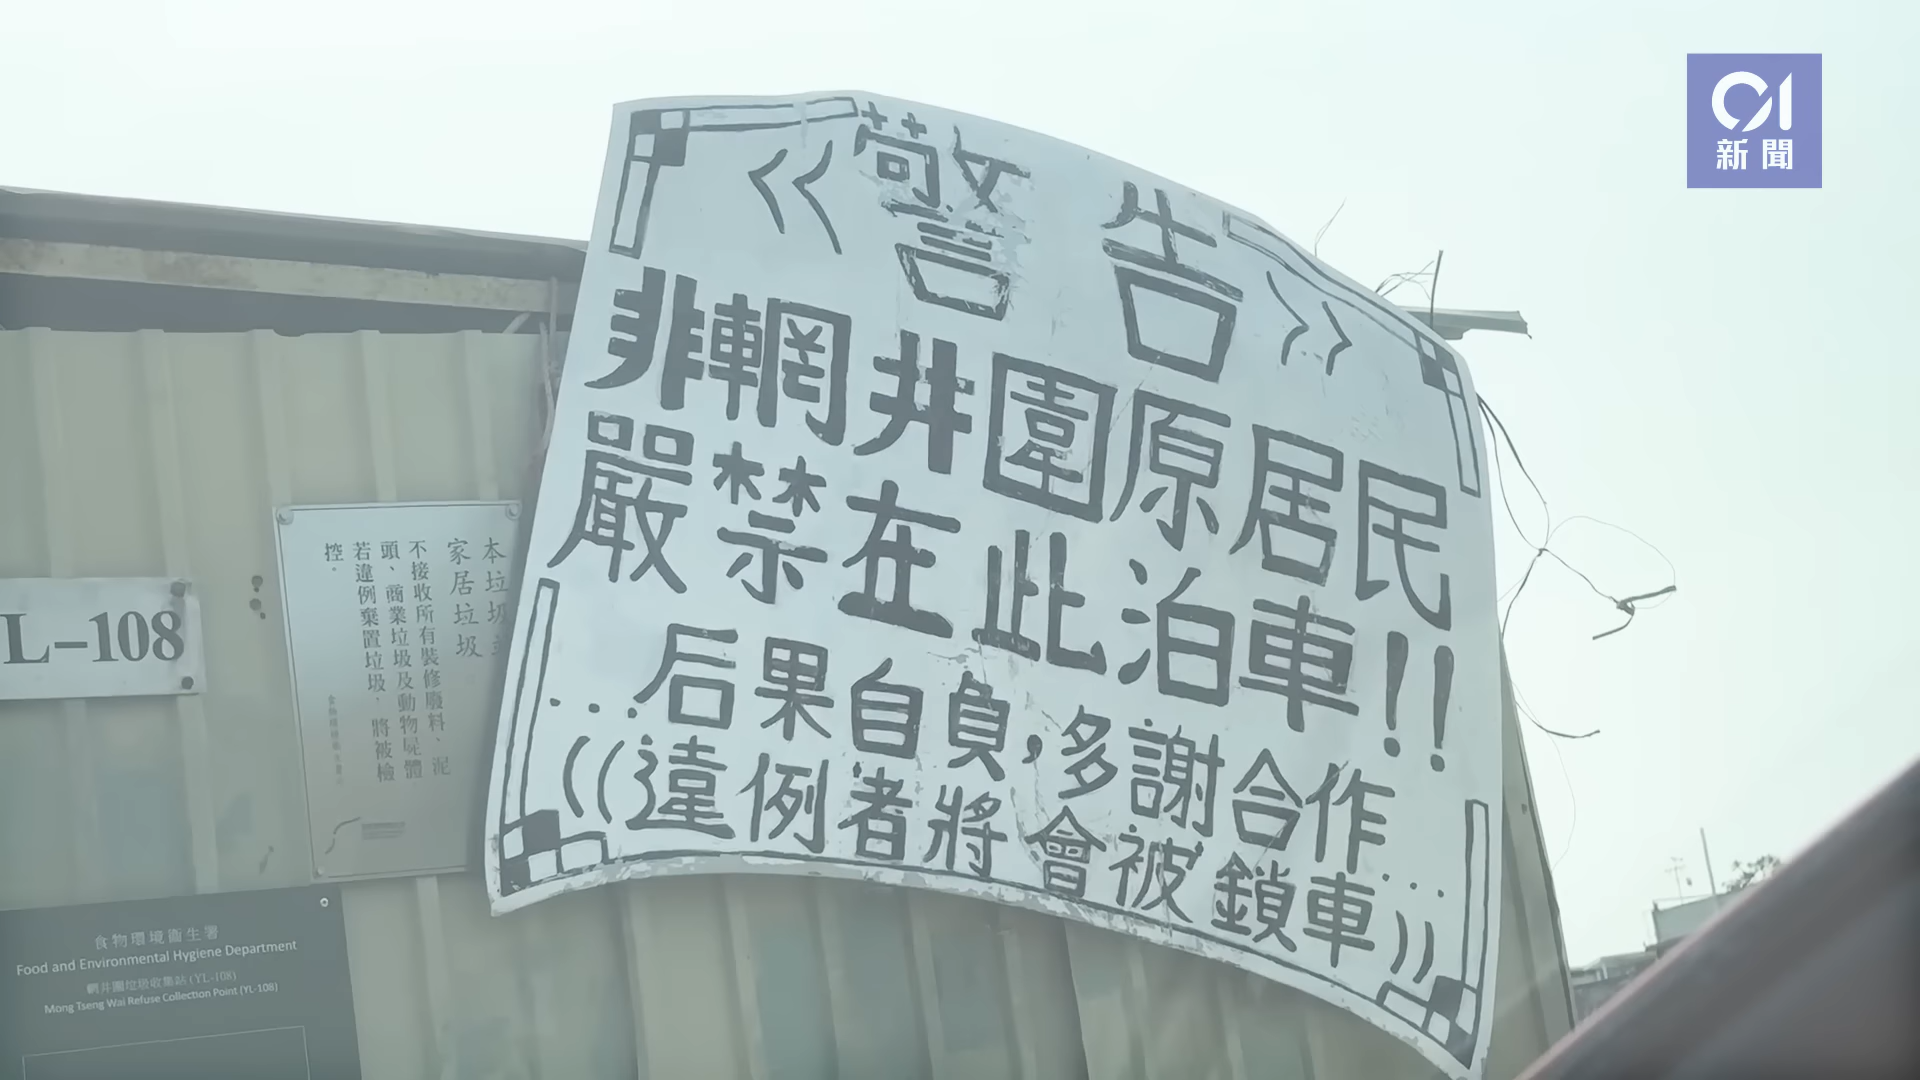 01
新聞
《警告》
非輞井圍原居民
嚴禁在此泊車!!
后果自負,多謝合作
((違例者將會被鎖車))
YL-108
本垃圾
家居垃圾
不接收所有裝修廢料、泥
頭、商業垃圾及動物屍體
若違例棄置垃圾,將被檢
控。
食物環境衞生署
Food and Environmental Hygiene Department
輞井圍垃圾收集站 (YL-108)
Mong Tseng Wai Refuse Collection Point (YL-108)